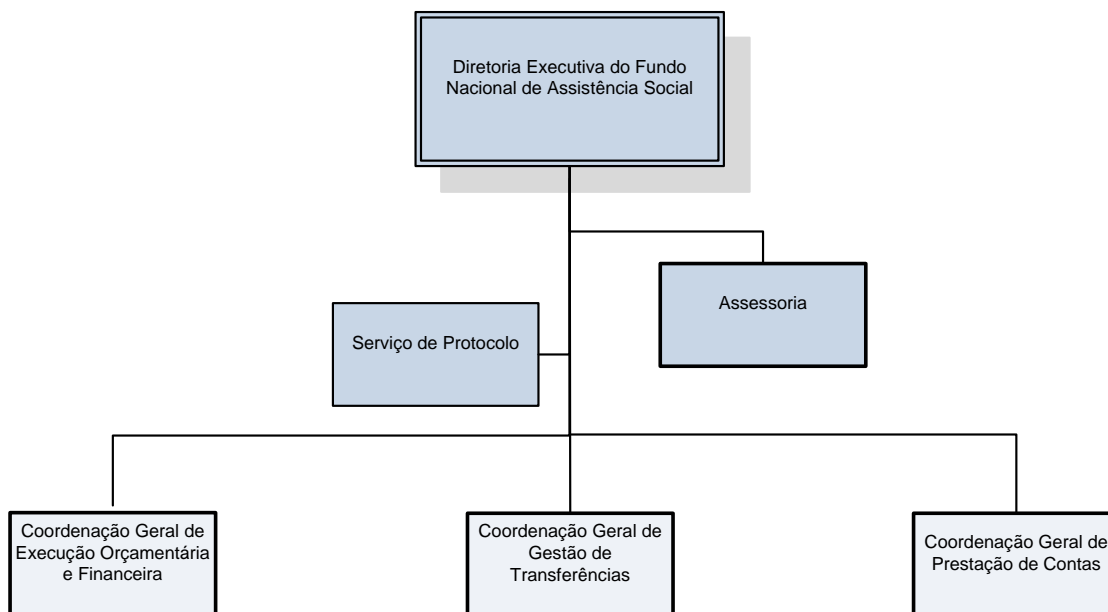 Diretoria Executiva do Fundo
Nacional de Assistência Social
Assessoria
Serviço de Protocolo
Coordenação Geral de
Execução Orçamentária
e Financeira
Coordenação Geral de
Gestão de
Transferências
Coordenação Geral de
Prestação de Contas